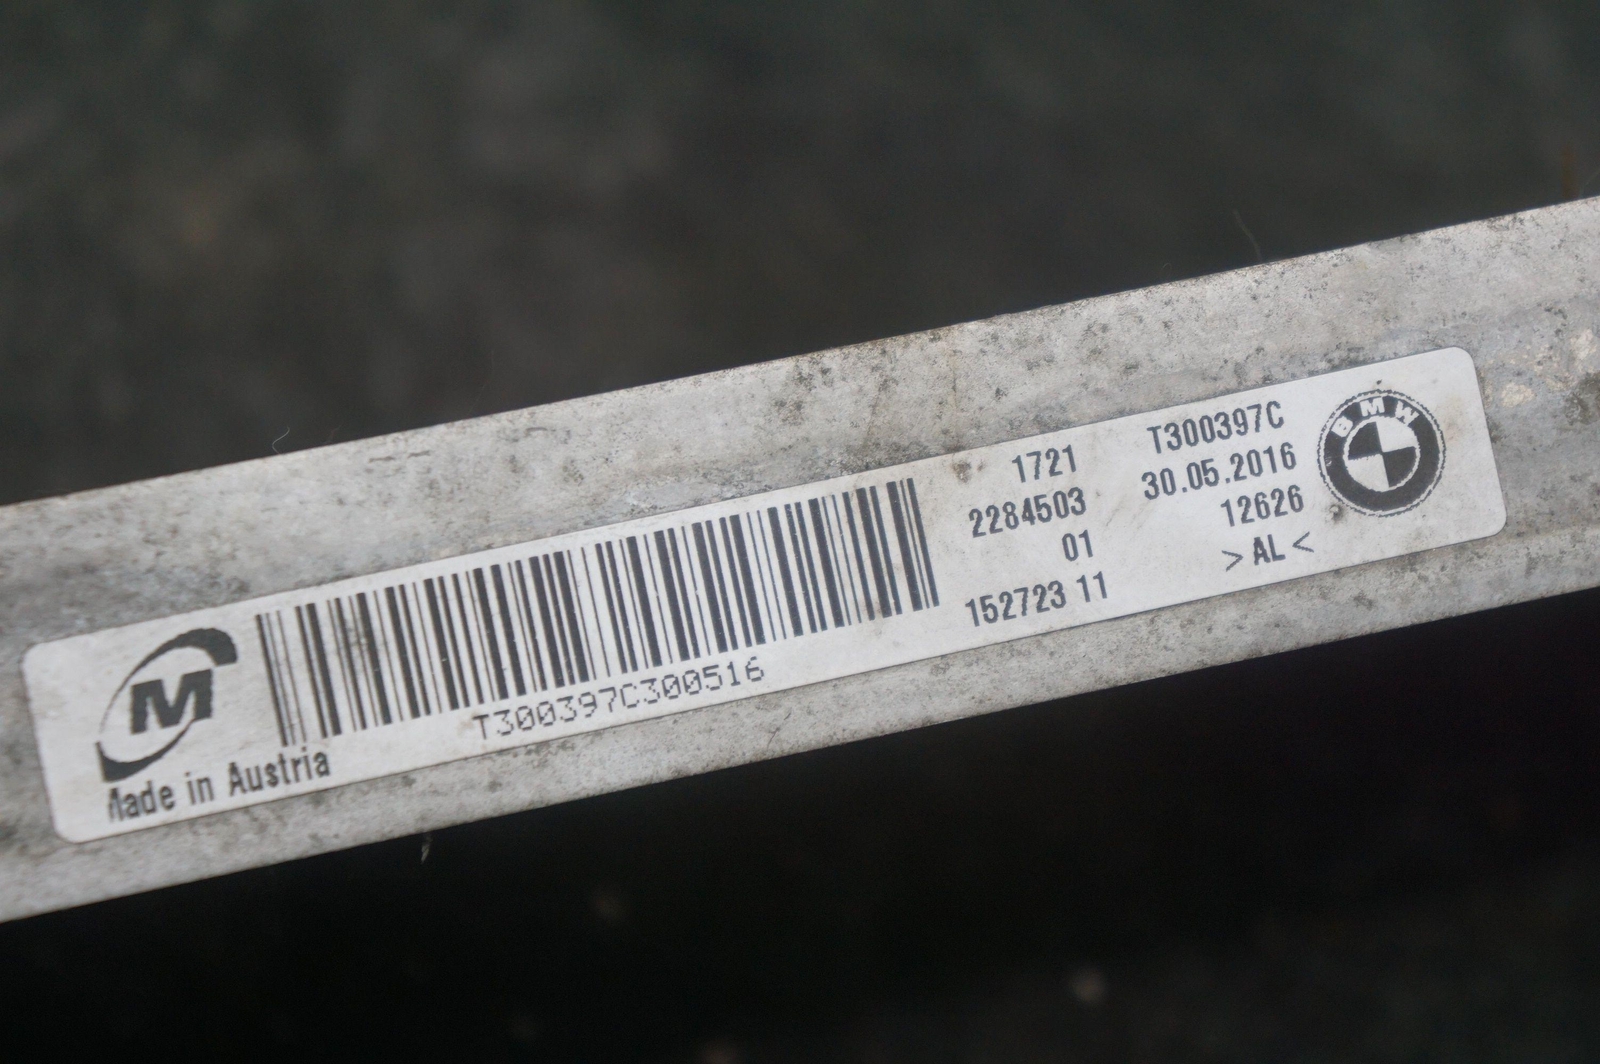 M
Made in Austria
T300397C300516
1721
2284503
01
152723 11
T300397C
30.05.2016
12626
>AL<
BMW